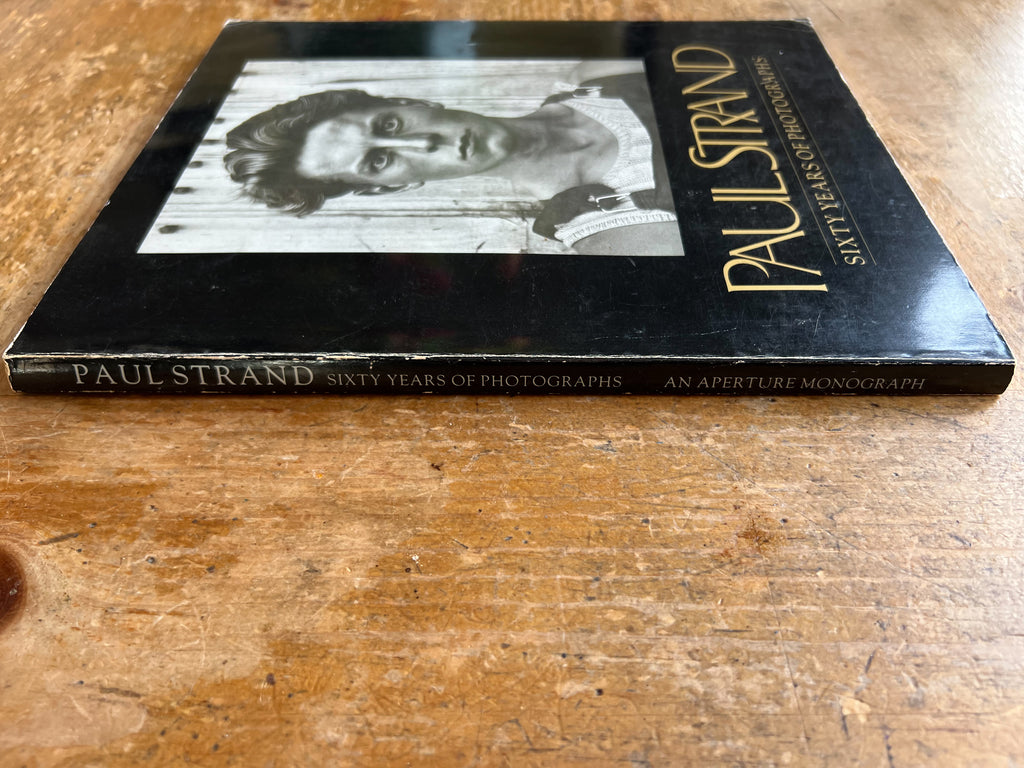 PAUL STRAND
SIXTY YEARS OF PHOTOGRAPHS
PAUL STRAND SIXTY YEARS OF PHOTOGRAPHS AN APERTURE MONOGRAPH